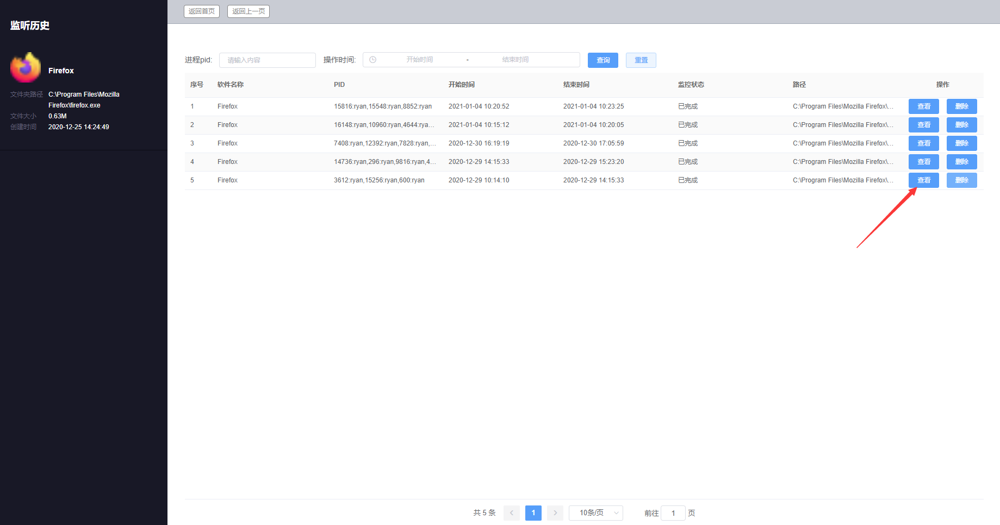 监听历史
Firefox
文件夹路径 C:\Program Files\Mozilla
Firefox\firefox.exe
文件大小 0.63M
创建时间 2020-12-25 14:24:49
返回首页 返回上一页
进程pid: 请输入内容 操作时间: 开始时间 - 结束时间 查询 重置
序号 软件名称 PID 开始时间 结束时间 监控状态 路径 操作
1 Firefox 15816:ryan,15548:ryan,8852:ryan 2021-01-04 10:20:52 2021-01-04 10:23:25 已完成 C:\Program Files\Mozilla Firefox\... 查看 删除
2 Firefox 16148:ryan,10960:ryan,4644:rya... 2021-01-04 10:15:12 2021-01-04 10:20:05 已完成 C:\Program Files\Mozilla Firefox\... 查看 删除
3 Firefox 7408:ryan,12392:ryan,7828:ryan,... 2020-12-30 16:19:19 2020-12-30 17:05:59 已完成 C:\Program Files\Mozilla Firefox\... 查看 删除
4 Firefox 14736:ryan,296:ryan,9816:ryan,4... 2020-12-29 14:15:33 2020-12-29 15:23:20 已完成 C:\Program Files\Mozilla Firefox\... 查看 删除
5 Firefox 3612:ryan,15256:ryan,600:ryan 2020-12-29 10:14:10 2020-12-29 14:15:33 已完成 C:\Program Files\Mozilla Firefox\... 查看 删除
共 5 条 1 10条/页 前往 1 页